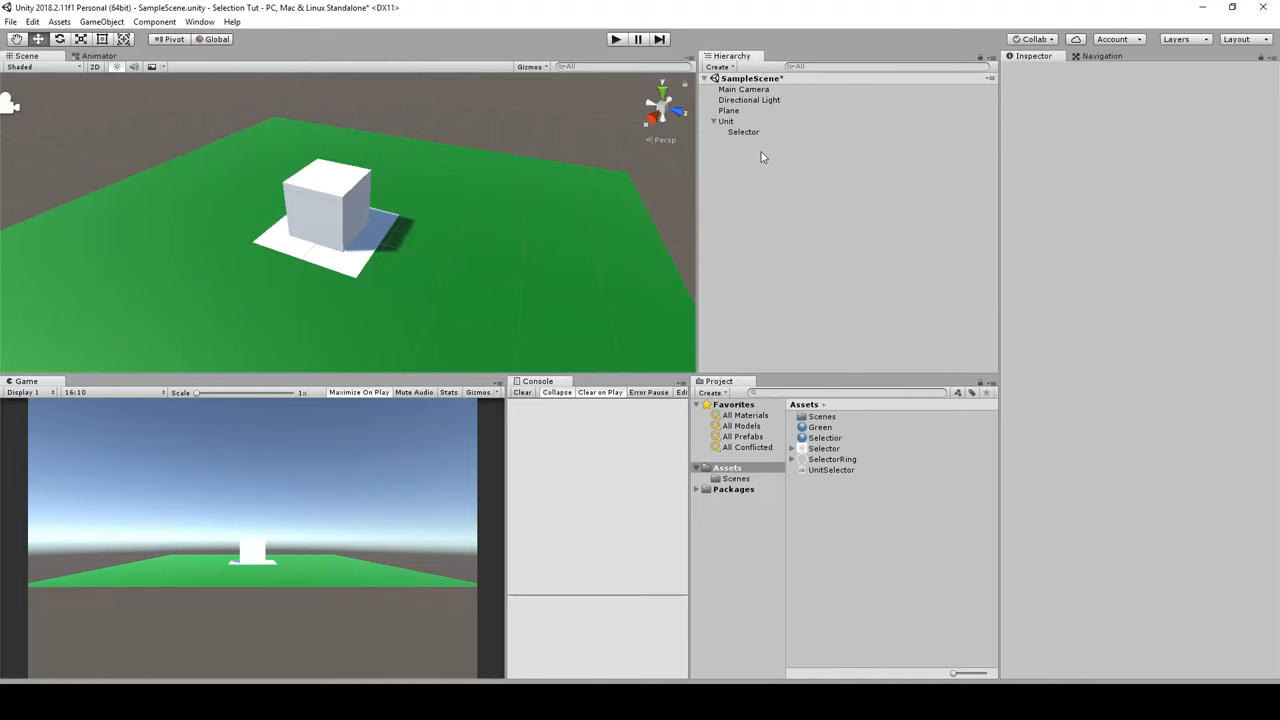 Unity 2018.2.11f1 Personal (64bit) - SampleScene.unity - Selection Tut - PC, Mac & Linux Standalone* <DX11>
File Edit Assets GameObject Component Window Help
Pivot Global Collab Account Layers Layout
Scene Animator
Shaded 2D Gizmos All
y
x
z
Persp
Hierarchy
Create All
SampleScene*
Main Camera
Directional Light
Plane
Unit
Selector
Inspector Navigation
Game
Display 1 16:10 Scale 1x Maximize On Play Mute Audio Stats Gizmos
Console
Clear Collapse Clear on Play Error Pause Edi
Project
Create
Favorites
All Materials
All Models
All Prefabs
All Conflicted
Assets
Scenes
Packages
Assets
Scenes
Green
Selectior
Selector
SelectorRing
UnitSelector